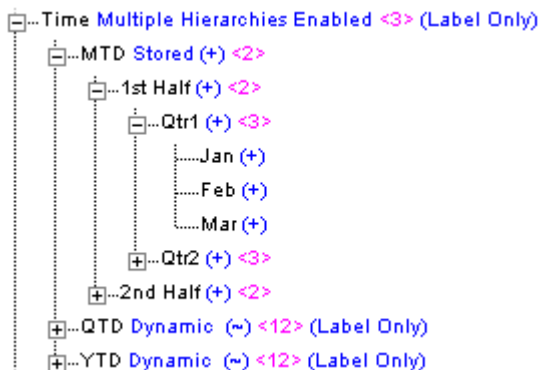 Time Multiple Hierarchies Enabled <3> (Label Only)
MTD Stored (+) <2>
1st Half (+) <2>
Qtr1 (+) <3>
Jan (+)
Feb (+)
Mar (+)
Qtr2 (+) <3>
2nd Half (+) <2>
QTD Dynamic (~) <12> (Label Only)
YTD Dynamic (~) <12> (Label Only)